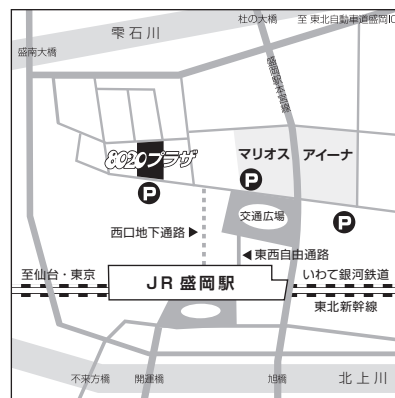 杜の大橋
至 東北自動車道盛岡IC
雫石川
盛南大橋
盛岡駅本宮線
8020プラザ
マリオス
アイーナ
P
P
P
交通広場
西口地下通路▶
◀東西自由通路
至仙台・東京
JR 盛岡駅
いわて銀河鉄道
東北新幹線
不来方橋
開運橋
旭橋
北上川